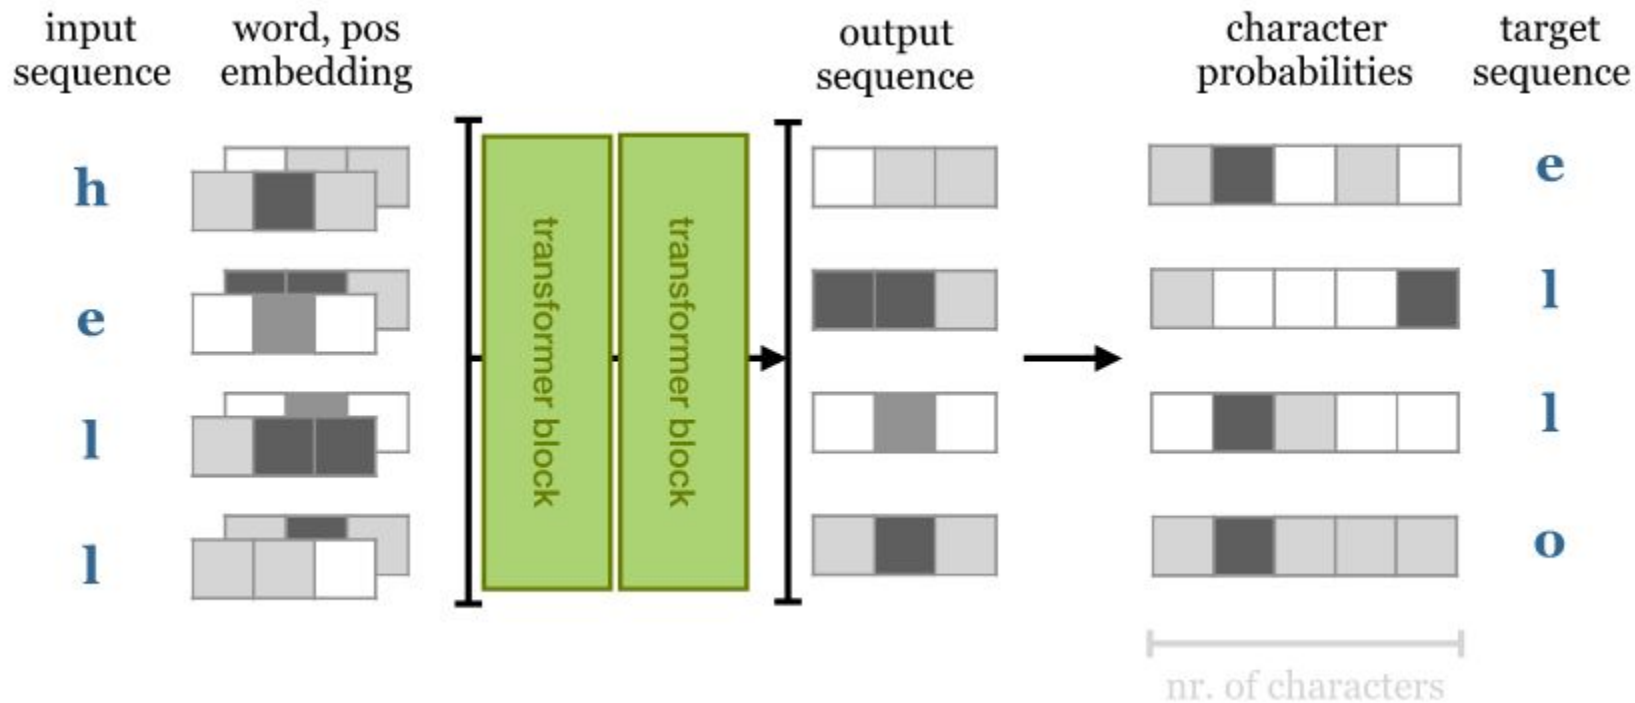 input
sequence
word, pos
embedding
output
sequence
character
probabilities
target
sequence
h
e
l
l
transformer block
transformer block
e
l
l
o
nr. of characters